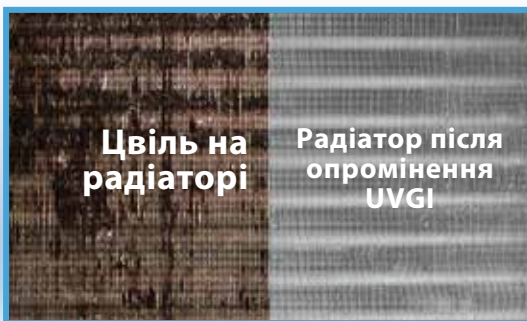 Цвіль на
радіаторі
Радіатор після
опромінення
UVGI